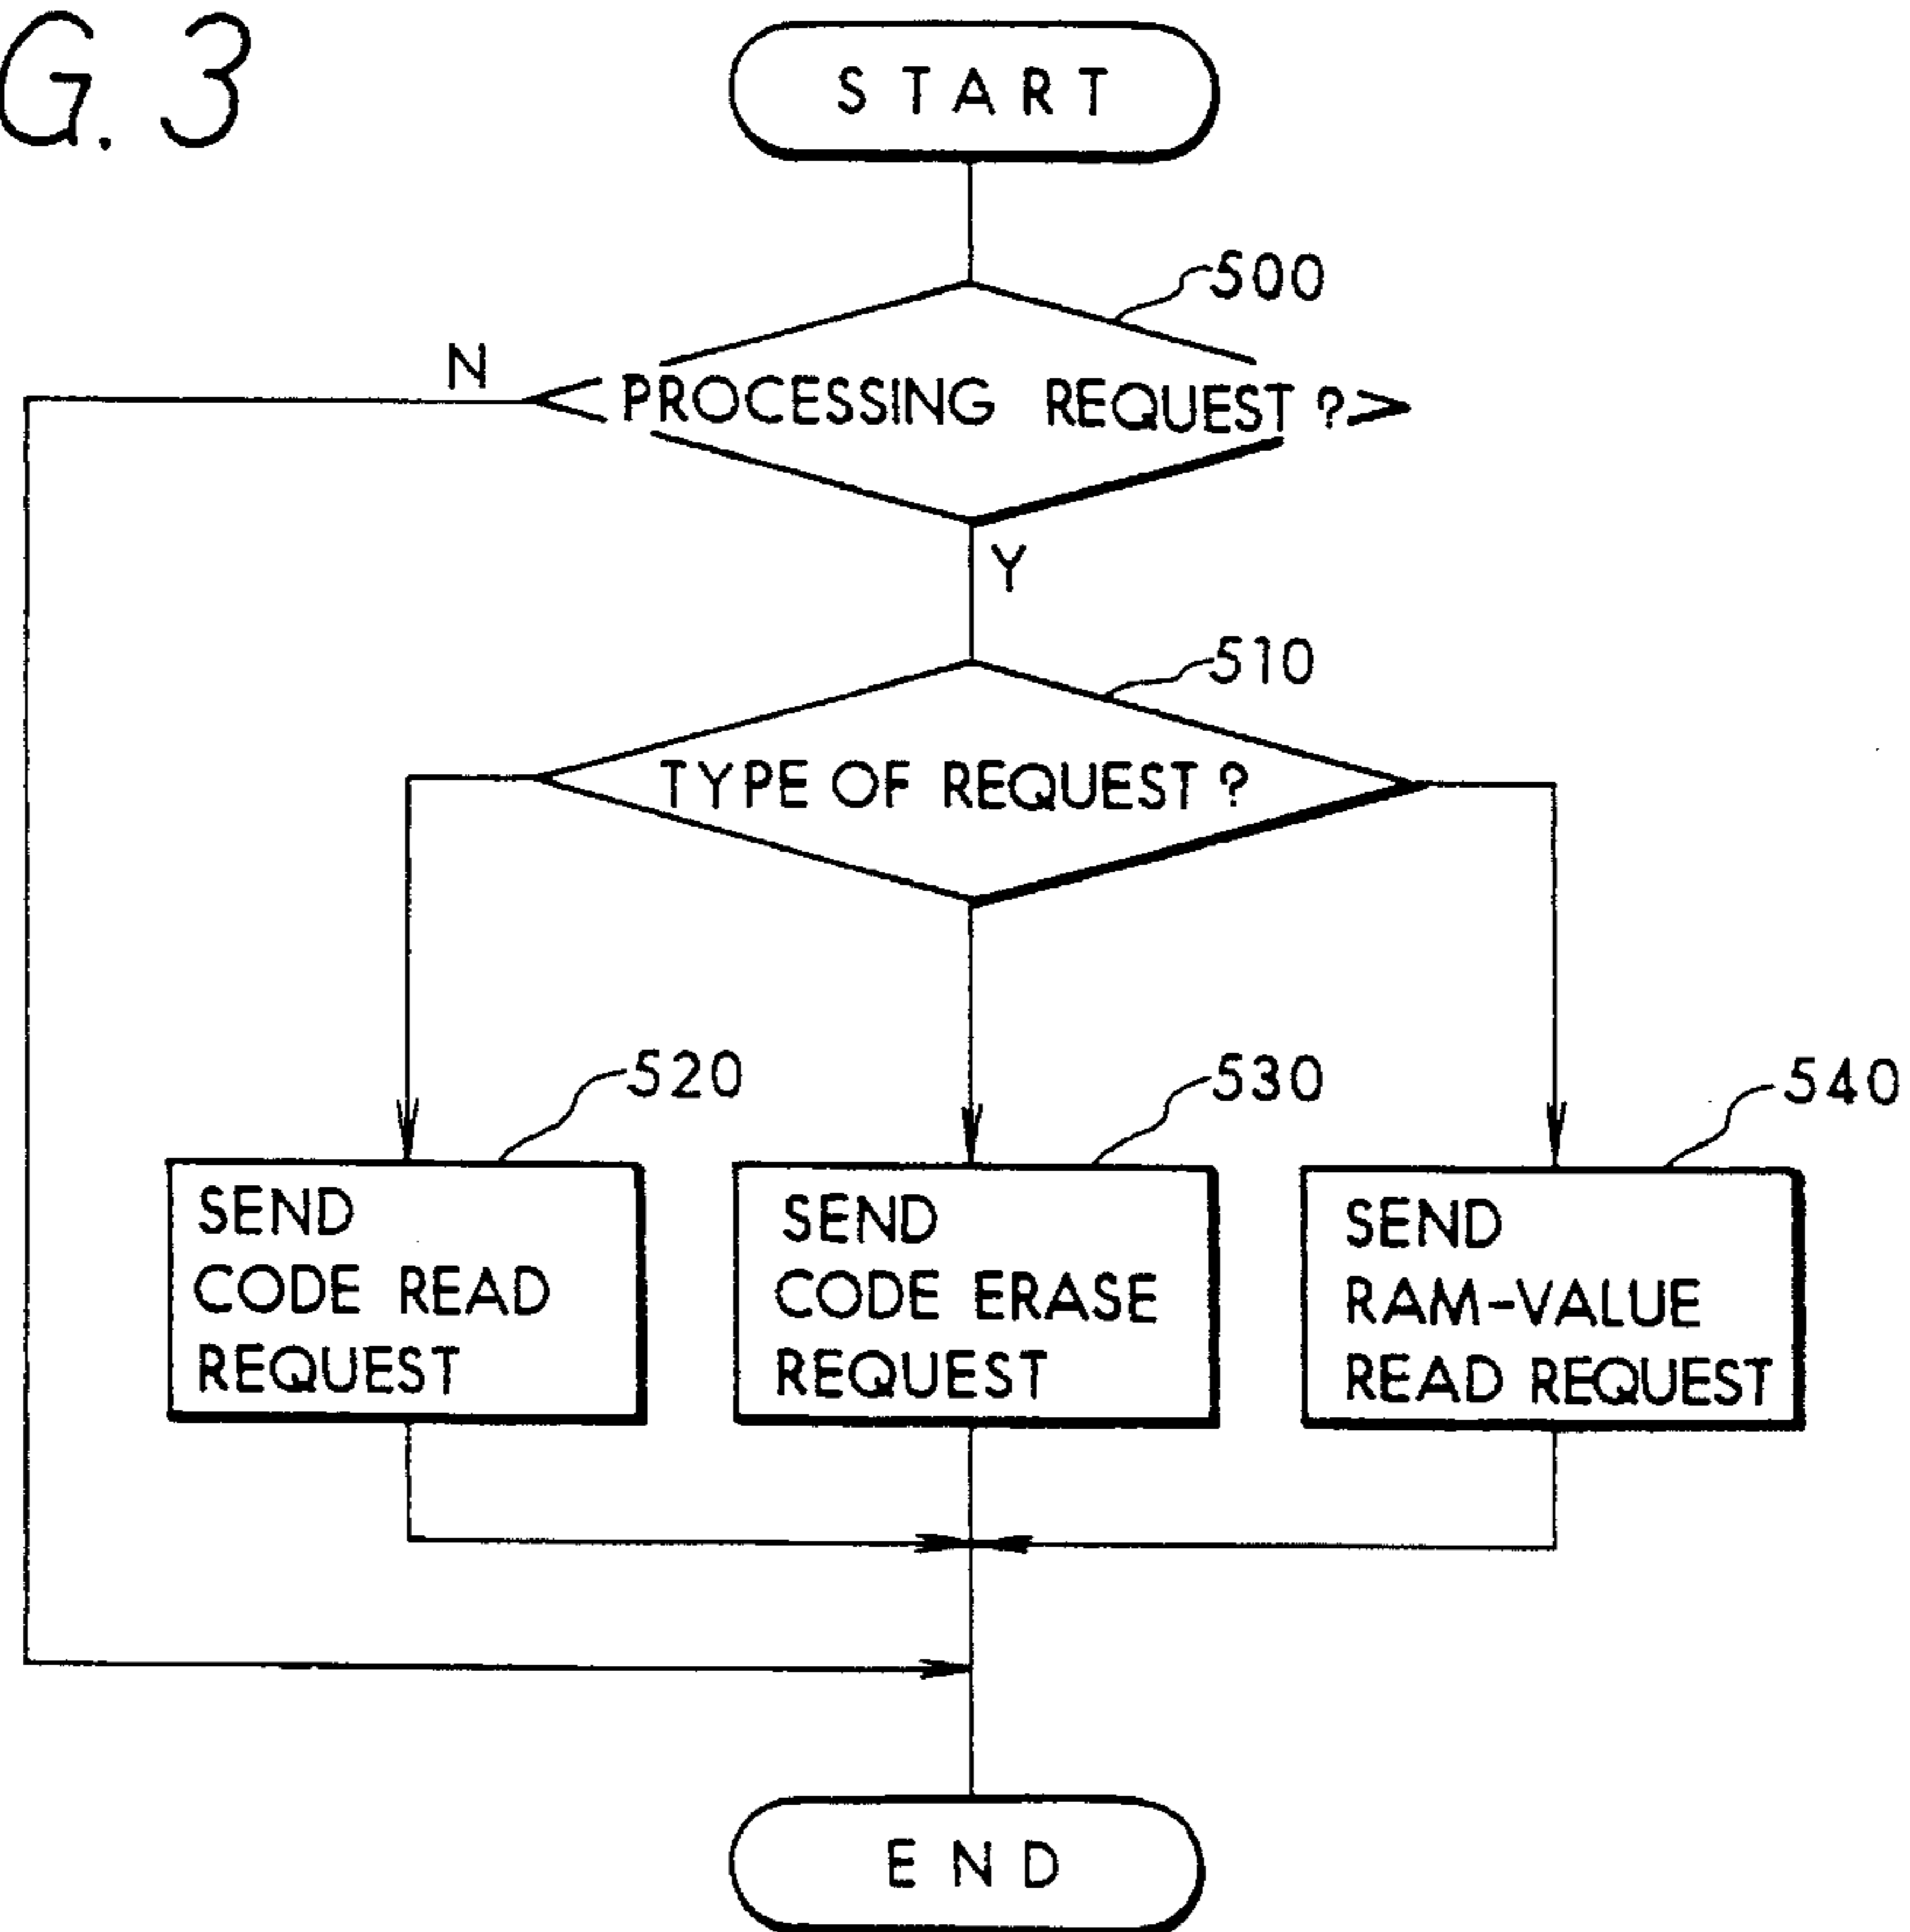 G. 3
START
500
N
PROCESSING REQUEST ?
Y
510
TYPE OF REQUEST ?
520
530
540
SEND
CODE READ
REQUEST
SEND
CODE ERASE
REQUEST
SEND
RAM-VALUE
READ REQUEST
END